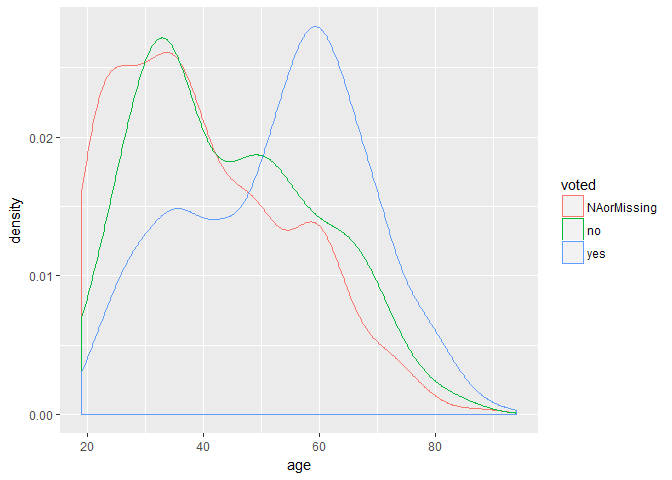 density
0.02
0.01
0.00
20 40 60 80
age
voted
NAorMissing
no
yes